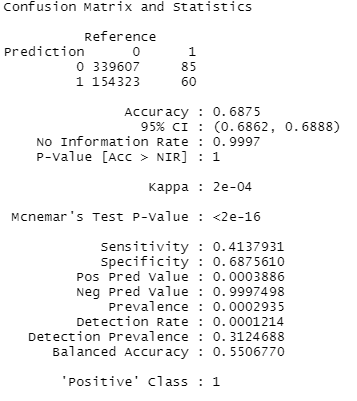 Confusion Matrix and Statistics
Reference
Prediction 0 1
0 339607 85
1 154323 60
Accuracy : 0.6875
95% CI : (0.6862, 0.6888)
No Information Rate : 0.9997
P-Value [Acc > NIR] : 1
Kappa : 2e-04
Mcnemar's Test P-Value : <2e-16
Sensitivity : 0.4137931
Specificity : 0.6875610
Pos Pred Value : 0.0003886
Neg Pred Value : 0.9997498
Prevalence : 0.0002935
Detection Rate : 0.0001214
Detection Prevalence : 0.3124688
Balanced Accuracy : 0.5506770
'Positive' Class : 1